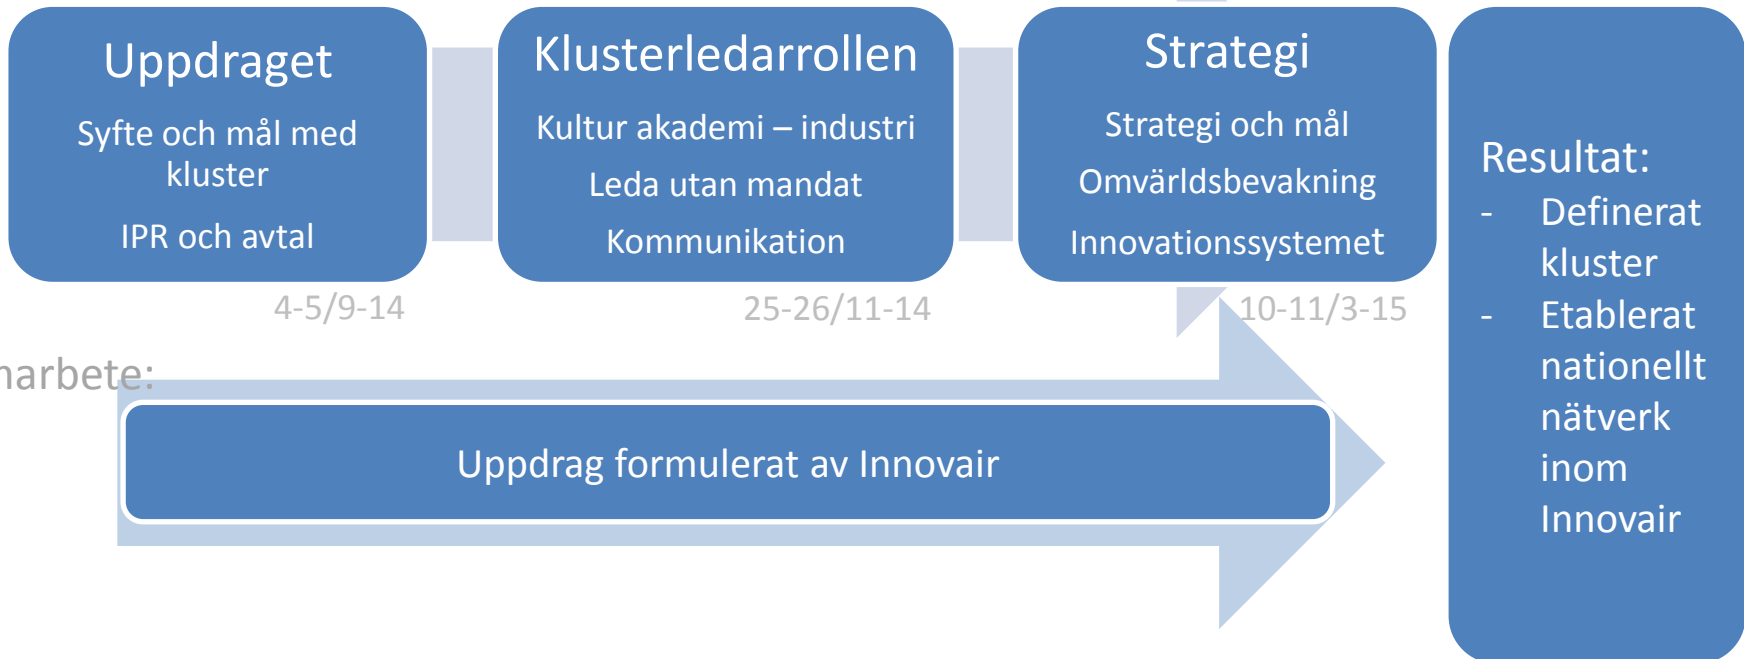 Uppdraget
Syfte och mål med
kluster
IPR och avtal
4-5/9-14
Klusterledarrollen
Kultur akademi – industri
Leda utan mandat
Kommunikation
25-26/11-14
Strategi
Strategi och mål
Omvärldsbevakning
Innovationssystemet
10-11/3-15
narbete:
Uppdrag formulerat av Innovair
Resultat:
- Definerat
kluster
- Etablerat
nationellt
nätverk
inom
Innovair